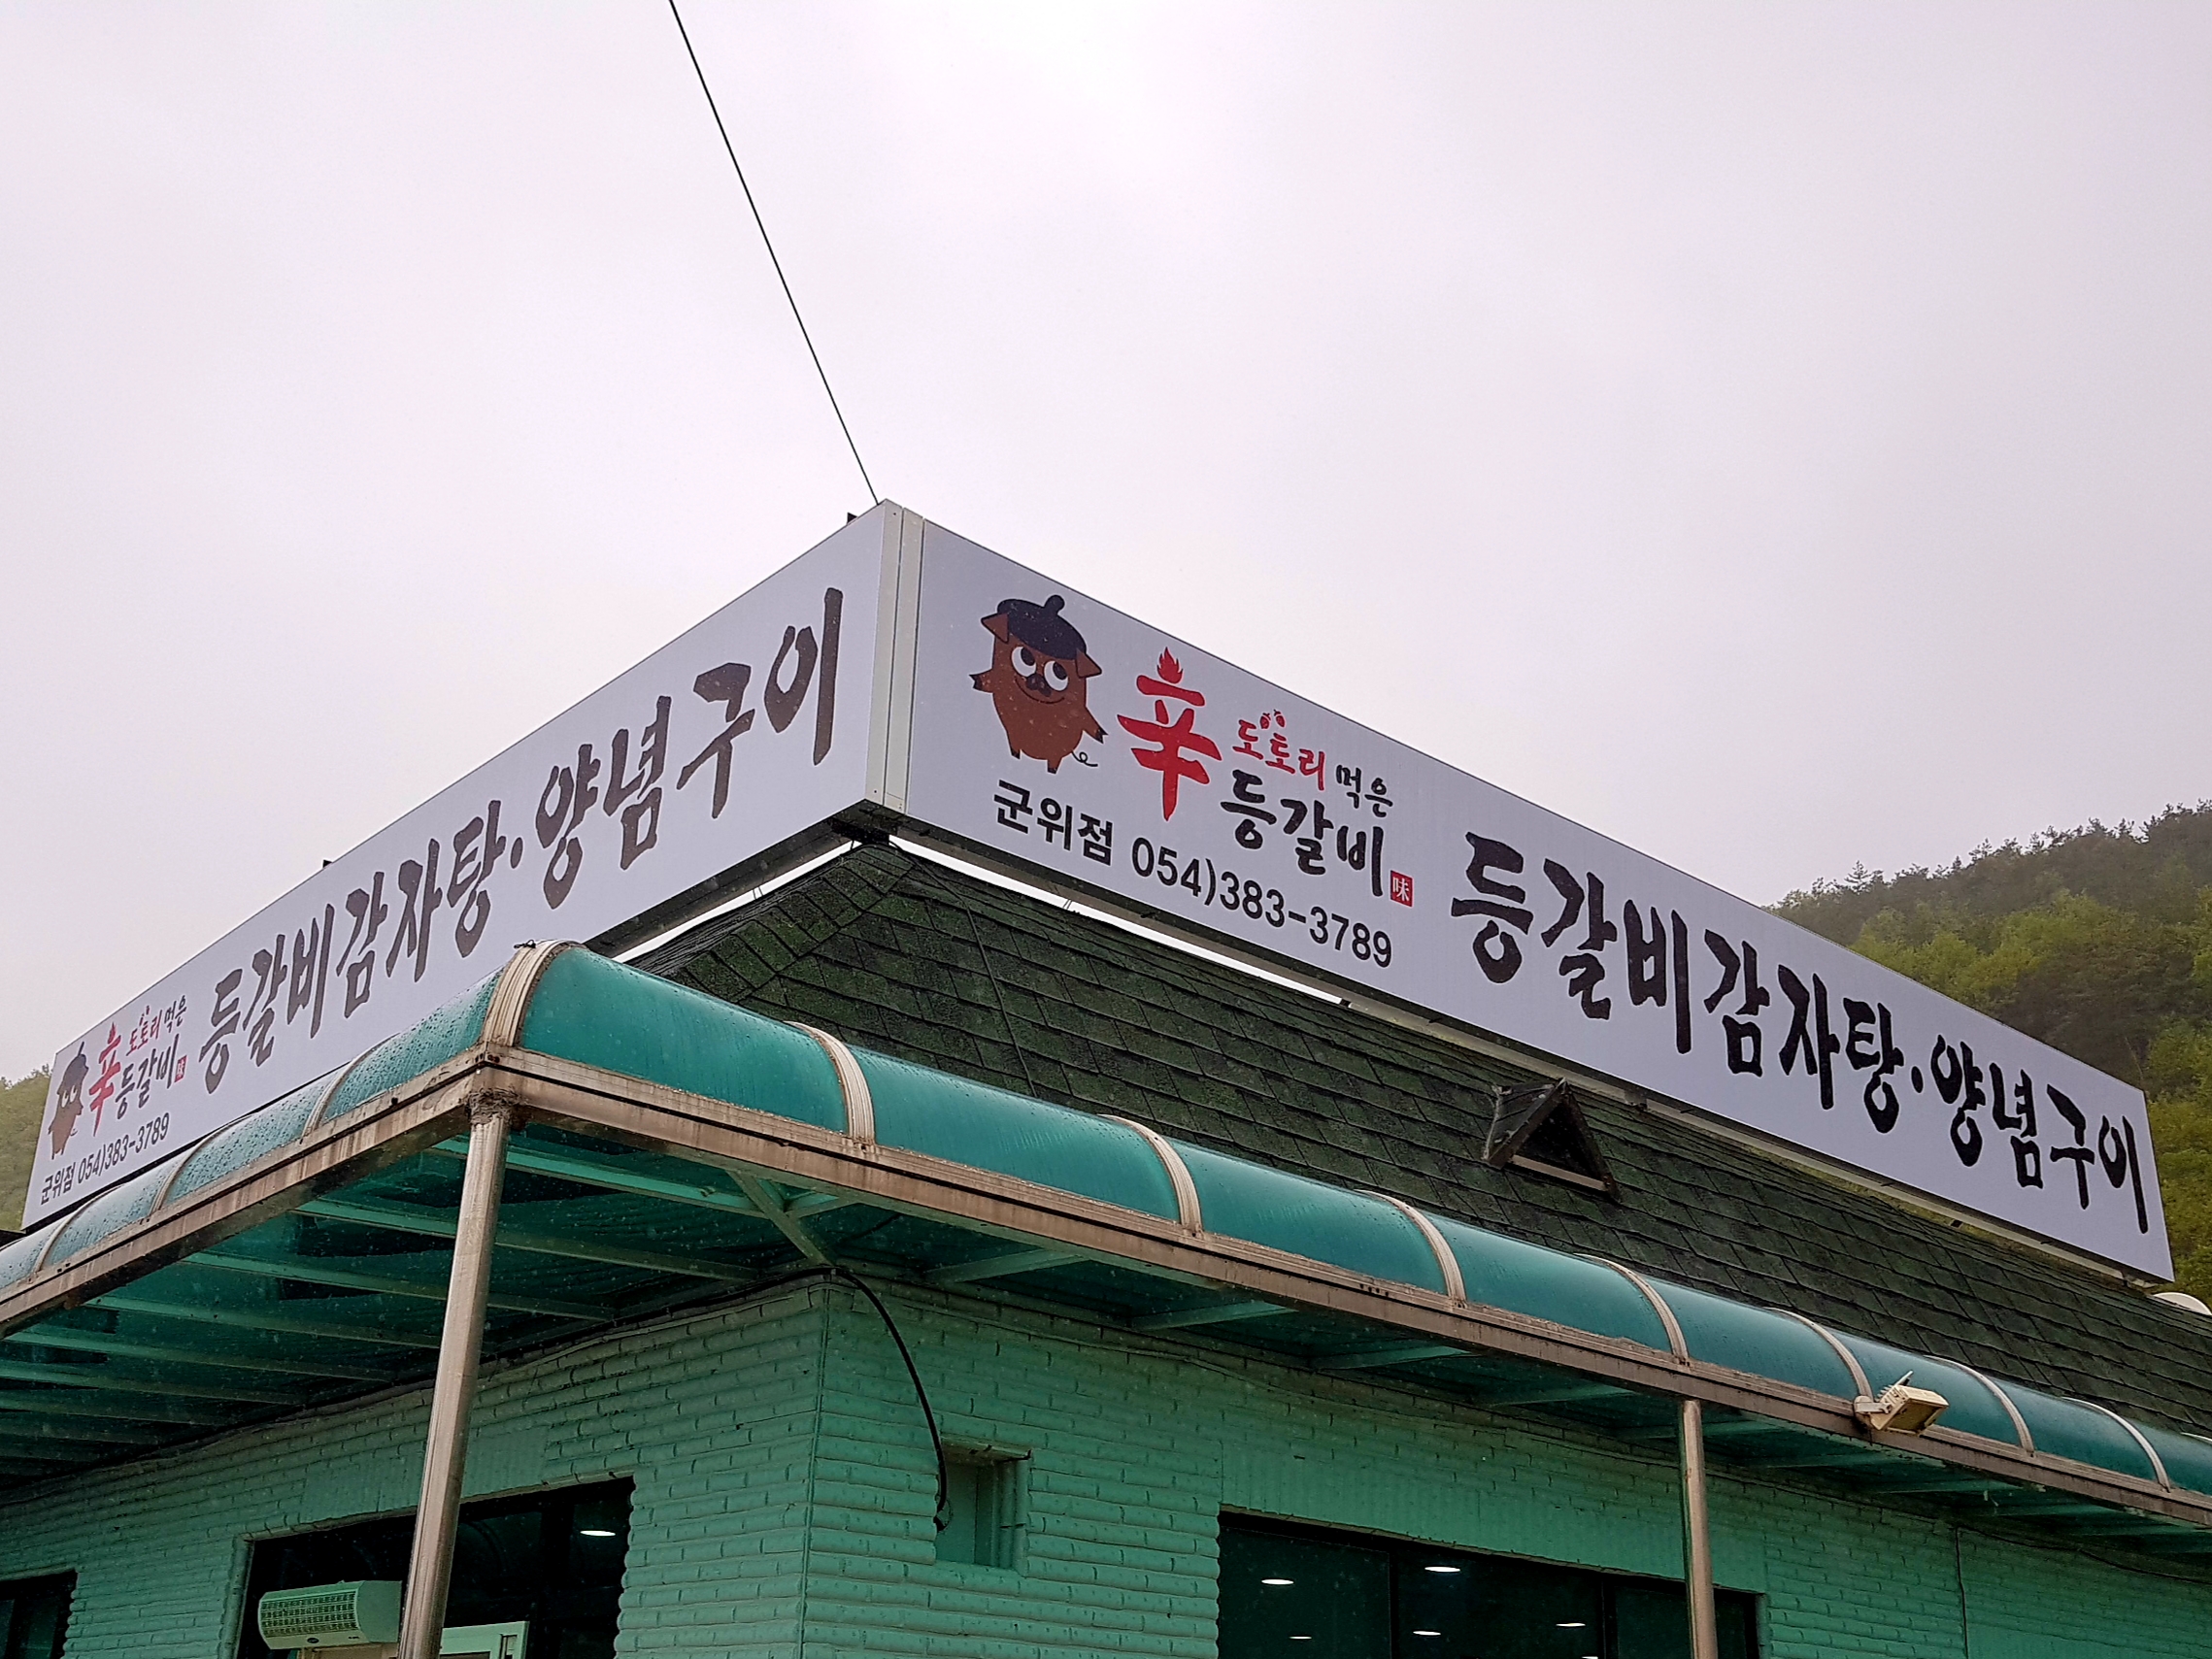 辛 도토리 먹은
등갈비 味
군위점 054)383-3789
등갈비감자탕·양념구이
辛 도토리 먹은
등갈비 味
군위점 054)383-3789
등갈비감자탕·양념구이